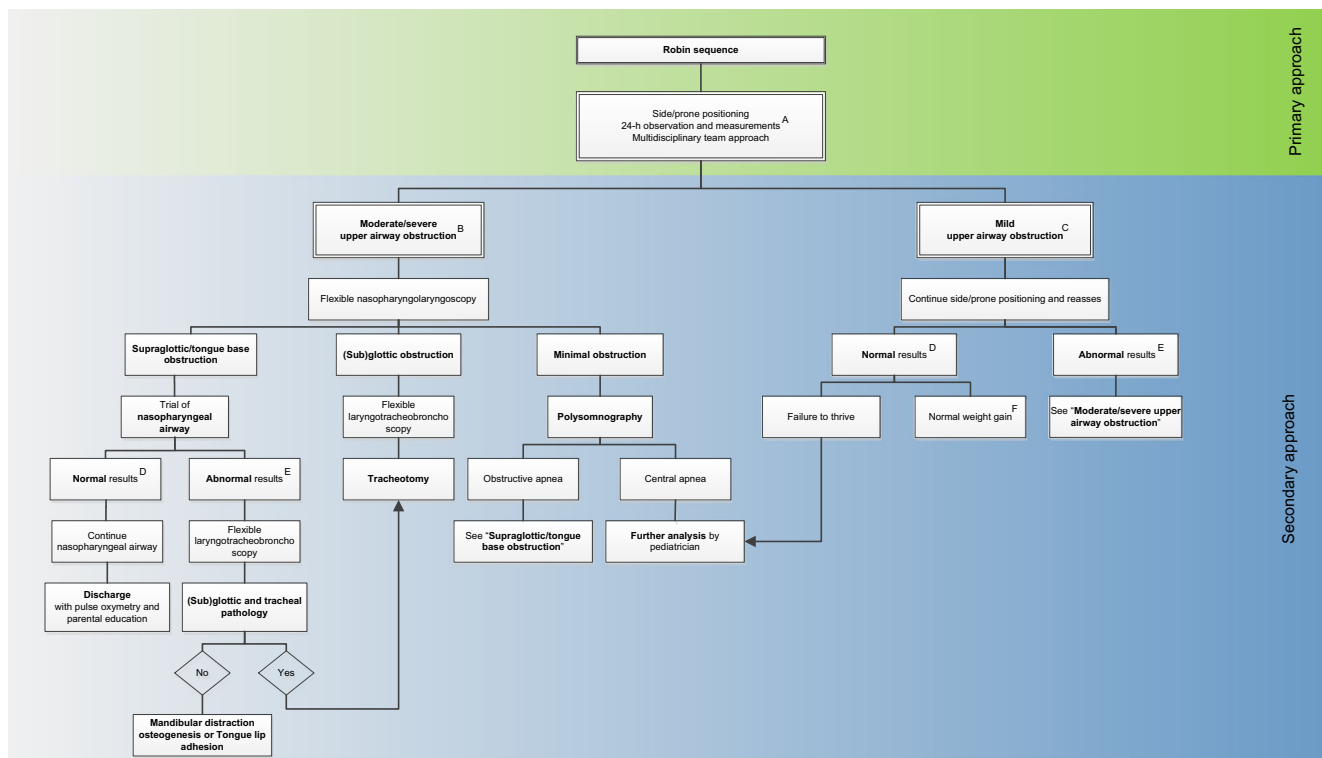 Robin sequence
Primary approach
Side/prone positioning
24-h observation and measurements A
Multidisciplinary team approach
Moderate/severe
upper airway obstruction B
Mild
upper airway obstruction C
Flexible nasopharyngolaryngoscopy
Continue side/prone positioning and reasses
Supraglottic/tongue base
obstruction
(Sub)glottic obstruction
Minimal obstruction
Normal results D
Abnormal results E
Trial of
nasopharyngeal
airway
Flexible
laryngotracheobroncho
scopy
Polysomnography
Failure to thrive
Normal weight gain F
See “Moderate/severe upper
airway obstruction”
Secondary approach
Normal results D
Abnormal results E
Tracheotomy
Obstructive apnea
Central apnea
Continue
nasopharyngeal airway
Flexible
laryngotracheobroncho
scopy
See “Supraglottic/tongue
base obstruction”
Further analysis by
pediatrician
Discharge
with pulse oxymetry and
parental education
(Sub)glottic and tracheal
pathology
No
Yes
Mandibular distraction
osteogenesis or Tongue lip
adhesion